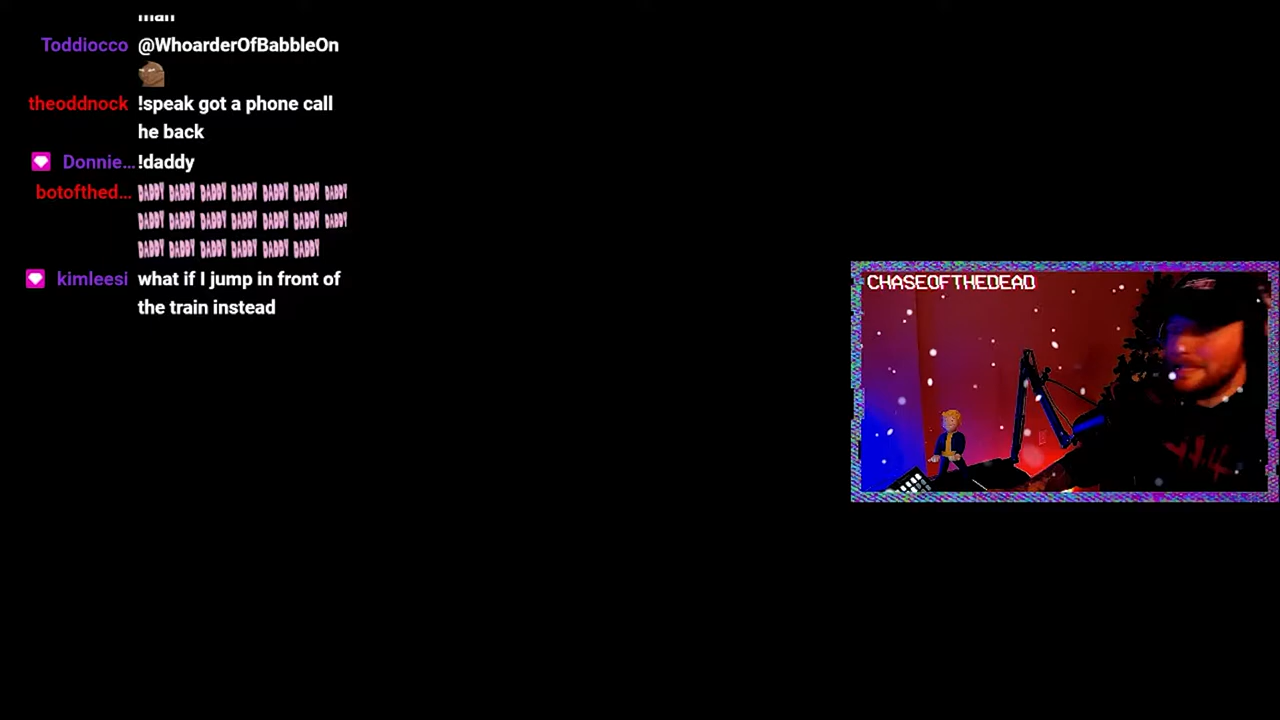 man
Toddiocco @WhoarderOfBabbleOn
theoddnock !speak got a phone call
he back
Donnie... !daddy
botofthed... DADDY DADDY DADDY DADDY DADDY DADDY DADDY
DADDY DADDY DADDY DADDY DADDY DADDY DADDY
DADDY DADDY DADDY DADDY DADDY DADDY
kimleesi what if I jump in front of
the train instead
CHASEOFTHEDEAD